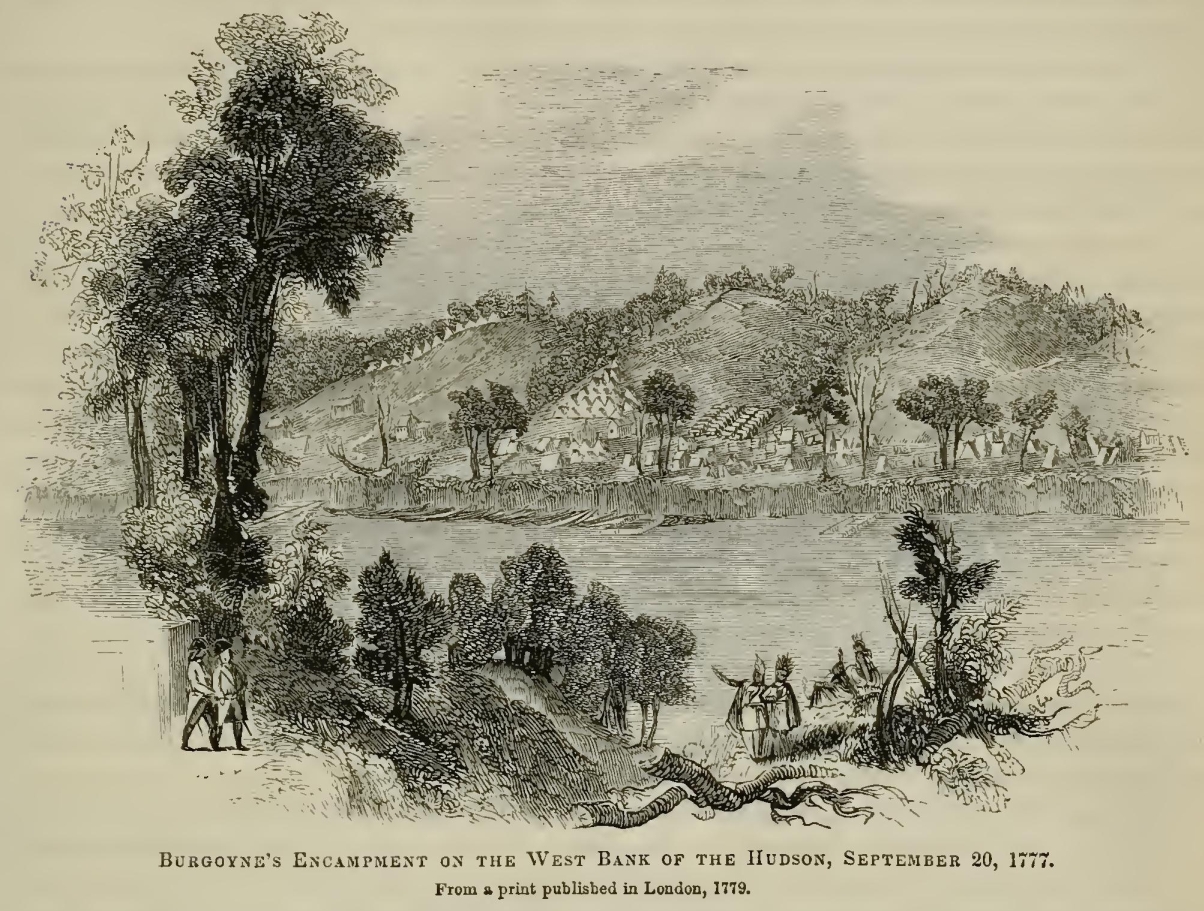 Burgoyne's Encampment on the West Bank of the Hudson, September 20, 1777.
From a print published in London, 1779.